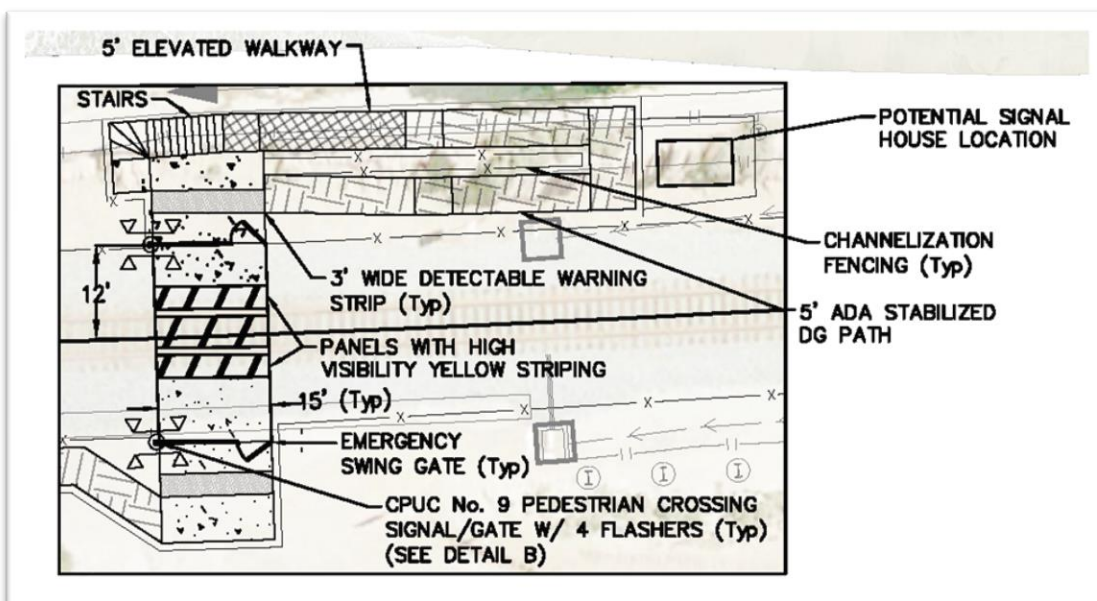 5' ELEVATED WALKWAY
STAIRS
POTENTIAL SIGNAL
HOUSE LOCATION
CHANNELIZATION
FENCING (Typ)
3' WIDE DETECTABLE WARNING
STRIP (Typ)
12'
5' ADA STABILIZED
DG PATH
PANELS WITH HIGH
VISIBILITY YELLOW STRIPING
15' (Typ)
EMERGENCY
SWING GATE (Typ)
CPUC No. 9 PEDESTRIAN CROSSING
SIGNAL/GATE W/ 4 FLASHERS (Typ)
(SEE DETAIL B)
I
I
I